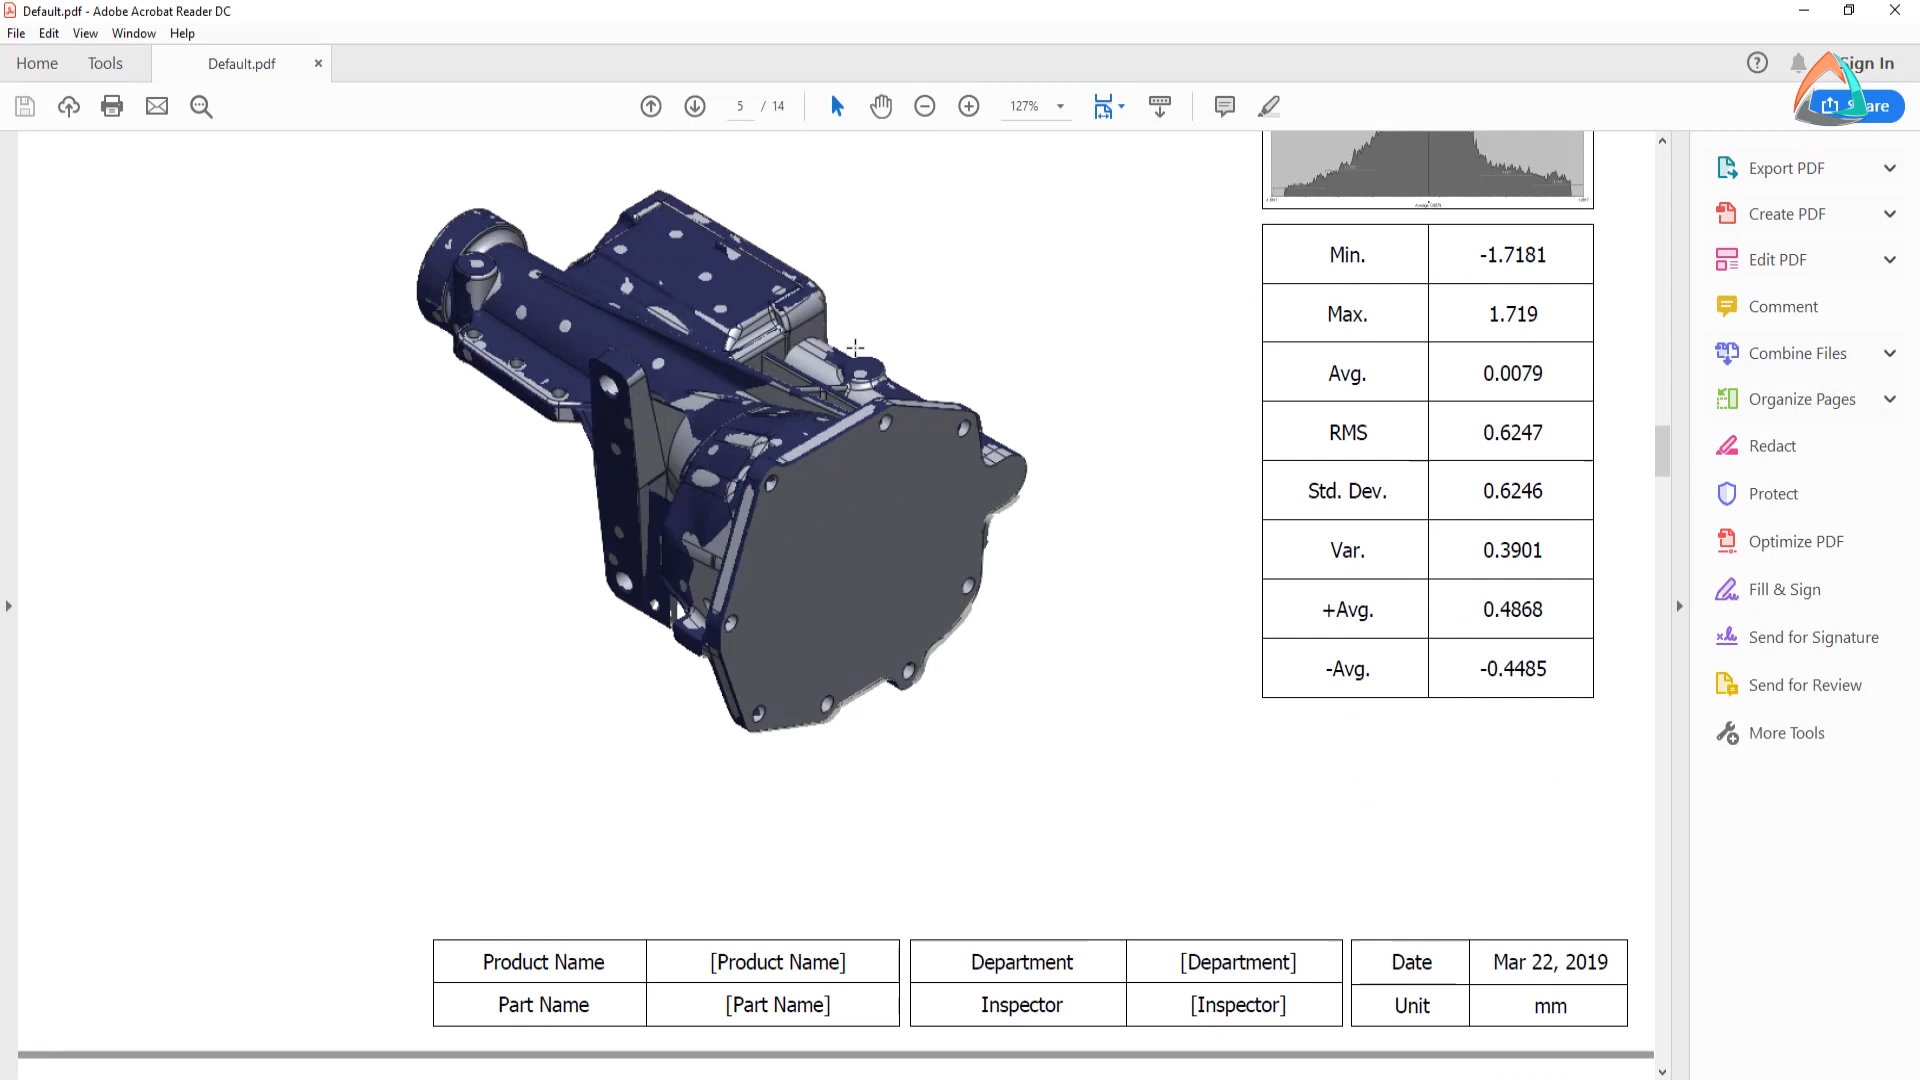 Default.pdf - Adobe Acrobat Reader DC
File Edit View Window Help
Home Tools Default.pdf Sign In
5 / 14 127%
Export PDF
Create PDF
Edit PDF
Comment
Combine Files
Organize Pages
Redact
Protect
Optimize PDF
Fill & Sign
Send for Signature
Send for Review
More Tools
Min. -1.7181
Max. 1.719
Avg. 0.0079
RMS 0.6247
Std. Dev. 0.6246
Var. 0.3901
+Avg. 0.4868
-Avg. -0.4485
Product Name [Product Name] Department [Department] Date Mar 22, 2019
Part Name [Part Name] Inspector [Inspector] Unit mm